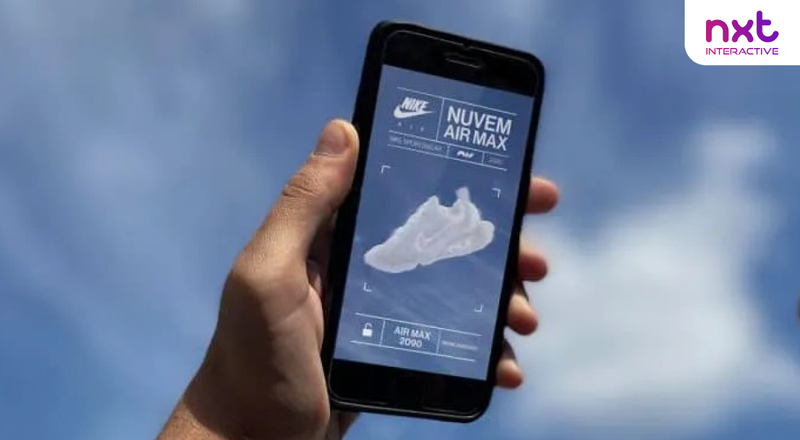 nxt
INTERACTIVE
NIKE
AIR
NUVEM
AIR MAX
AIR MAX
2090